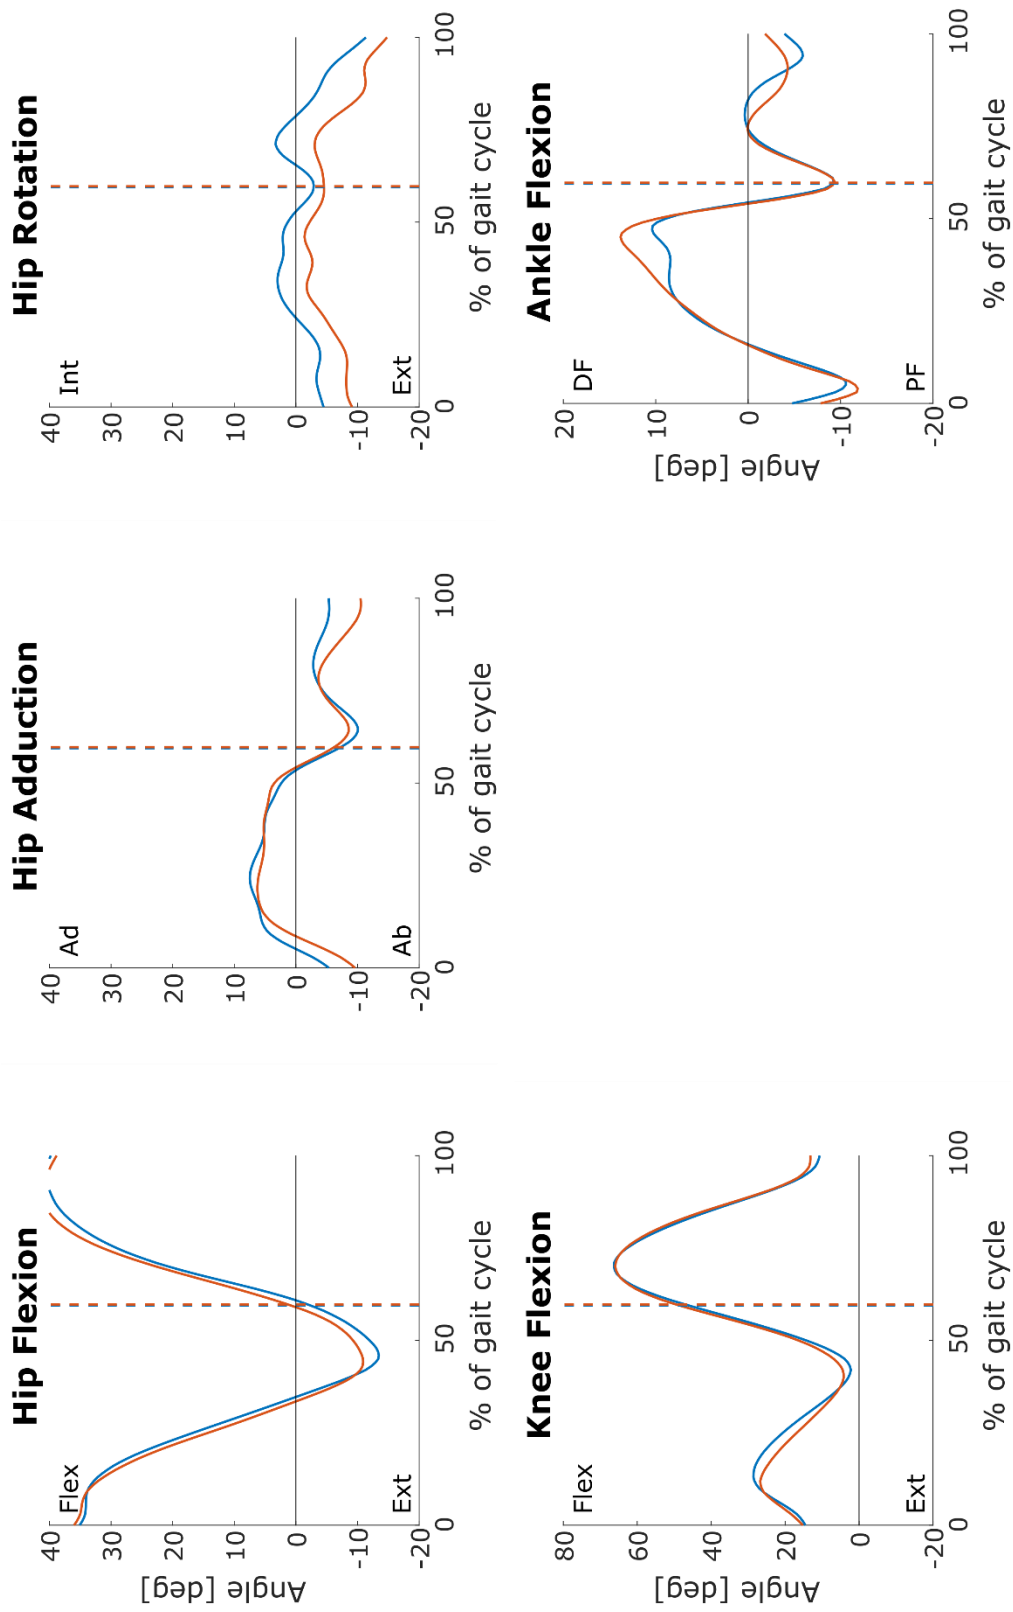 Hip Flexion
40
30
20
10
0
-10
-20
Angle [deg]
Flex
Ext
0
50
100
% of gait cycle
Hip Adduction
40
30
20
10
0
-10
-20
Ad
Ab
0
50
100
% of gait cycle
Hip Rotation
40
30
20
10
0
-10
-20
Int
Ext
0
50
100
% of gait cycle
Knee Flexion
80
60
40
20
0
-20
Angle [deg]
Flex
Ext
0
50
100
% of gait cycle
Ankle Flexion
20
10
0
-10
-20
Angle [deg]
DF
PF
0
50
100
% of gait cycle